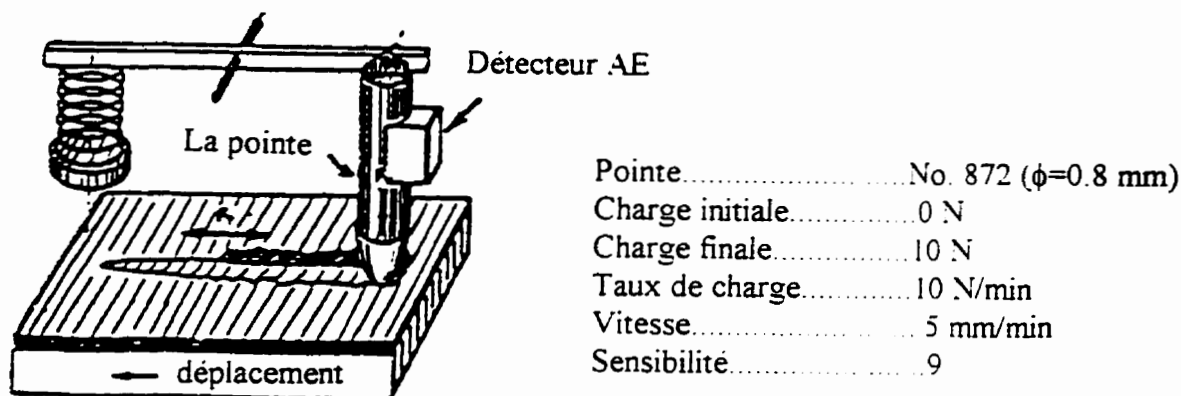 Détecteur AE
La pointe
déplacement
Pointe..........................No. 872 (ϕ=0.8 mm)
Charge initiale...............0 N
Charge finale.................10 N
Taux de charge..............10 N/min
Vitesse..........................5 mm/min
Sensibilité.....................9